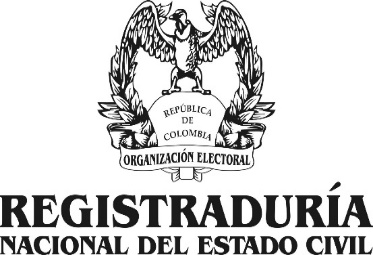 REPÚBLICA
DE
COLOMBIA
ORGANIZACIÓN ELECTORAL
REGISTRADURÍA
NACIONAL DEL ESTADO CIVIL